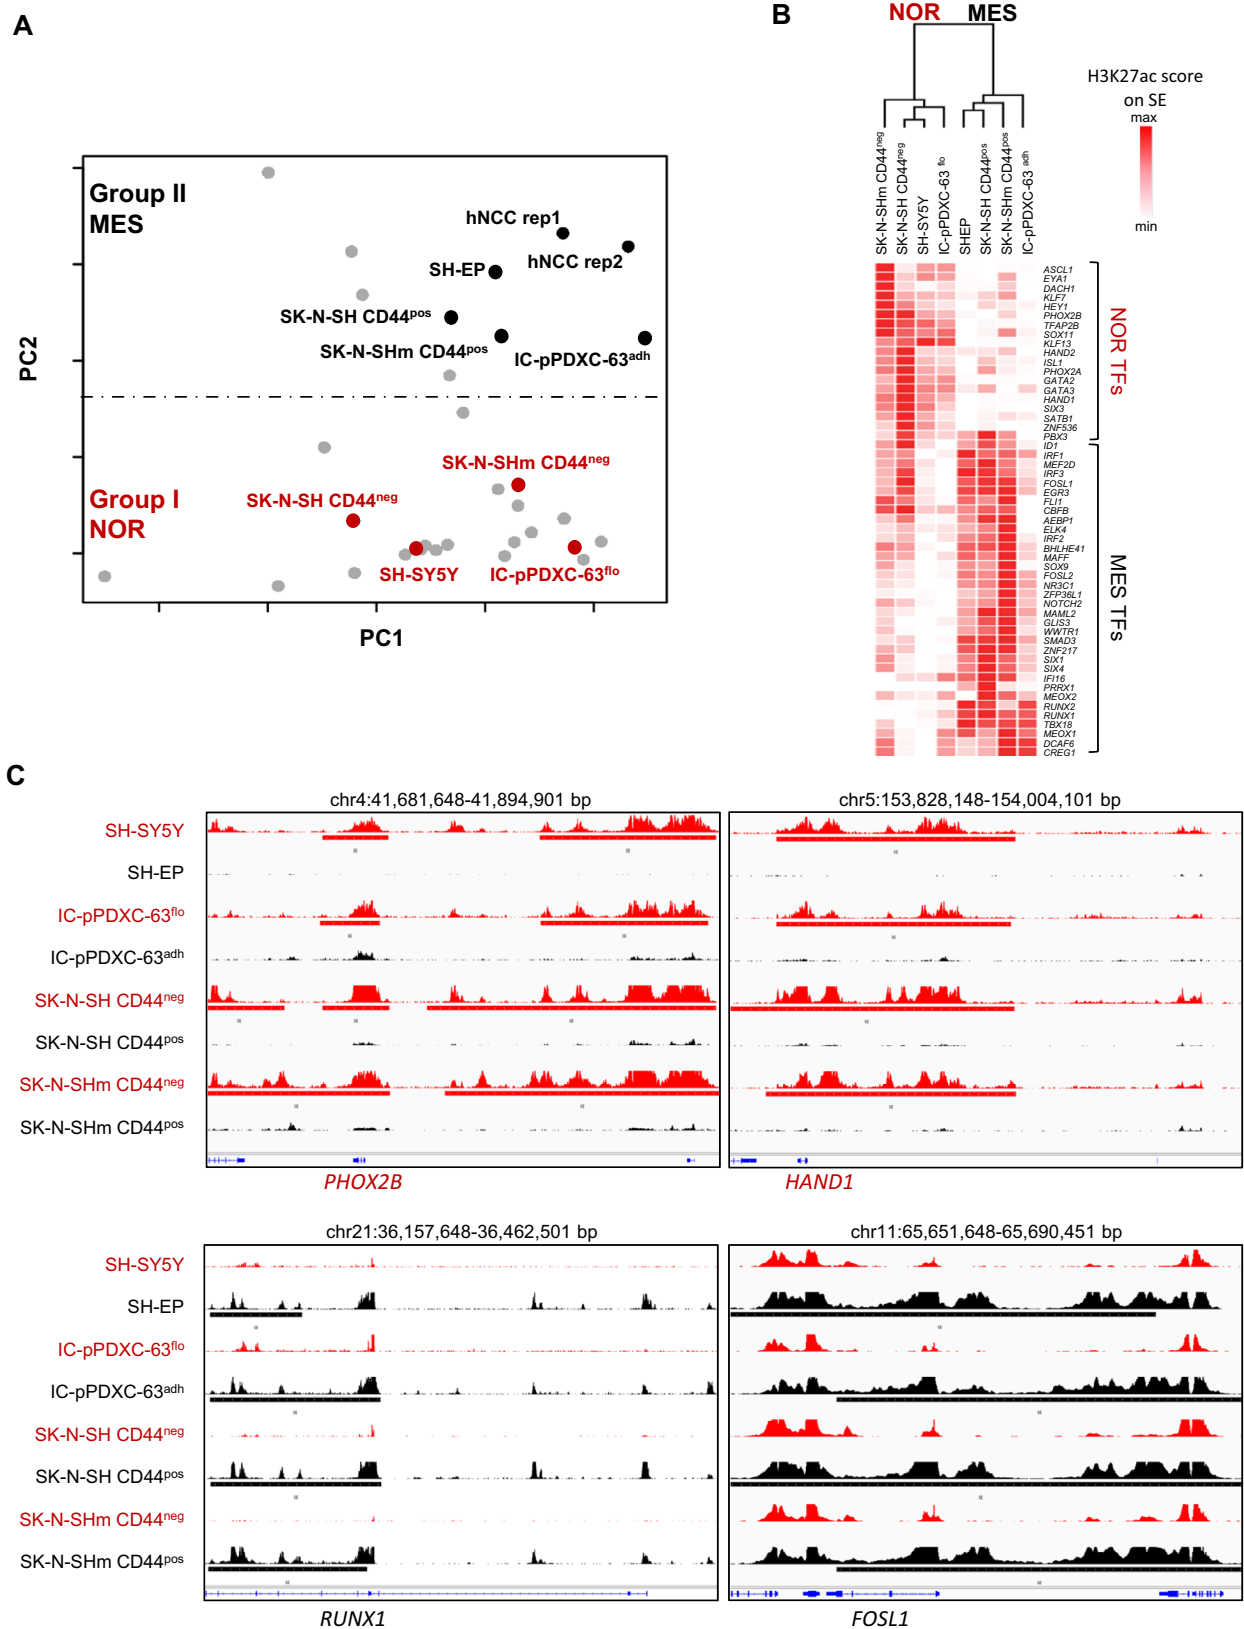 A
Group II
MES
hNCC rep1
hNCC rep2
SH-EP
SK-N-SH CD44pos
SK-N-SHm CD44pos
IC-pPDXC-63adh
PC2
SK-N-SHm CD44neg
Group I
NOR
SK-N-SH CD44neg
SH-SY5Y
IC-pPDXC-63flo
PC1
B
NOR MES
H3K27ac score
on SE
max
min
SK-N-SHm CD44neg
SK-N-SH CD44neg
SH-SY5Y
IC-pPDXC-63 flo
SHEP
SK-N-SH CD44pos
SK-N-SHm CD44pos
IC-pPDXC-63 adh
ASCL1
EYA1
DACH1
KLF7
HEY1
PHOX2B
TFAP2B
SOX11
KLF13
HAND2
ISL1
PHOX2A
GATA2
GATA3
HAND1
SIX3
SATB1
ZNF536
PBX3
ID1
IRF1
MEF2D
IRF3
FOSL1
EGR3
FLI1
CBFB
AEBP1
ELK4
IRF2
BHLHE41
MAFF
SOX9
FOSL2
NR3C1
ZFP36L1
NOTCH2
MAML2
GLIS3
WWTR1
SMAD3
ZNF217
SIX1
SIX4
IFI16
PRRX1
MEOX2
RUNX2
RUNX1
TBX18
MEOX1
DCAF6
CREG1
NOR TFs
MES TFs
C
chr4:41,681,648-41,894,901 bp
chr5:153,828,148-154,004,101 bp
SH-SY5Y
SH-EP
IC-pPDXC-63flo
IC-pPDXC-63adh
SK-N-SH CD44neg
SK-N-SH CD44pos
SK-N-SHm CD44neg
SK-N-SHm CD44pos
PHOX2B
HAND1
chr21:36,157,648-36,462,501 bp
chr11:65,651,648-65,690,451 bp
SH-SY5Y
SH-EP
IC-pPDXC-63flo
IC-pPDXC-63adh
SK-N-SH CD44neg
SK-N-SH CD44pos
SK-N-SHm CD44neg
SK-N-SHm CD44pos
RUNX1
FOSL1